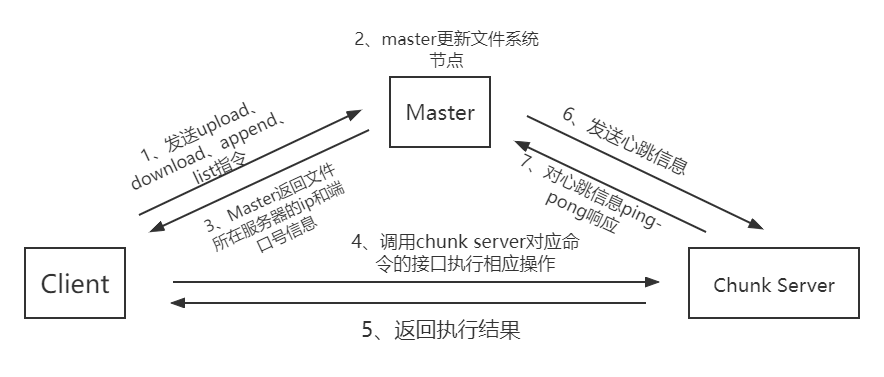 2、master更新文件系统
节点
Master
1、发送upload、
download、append、
list指令
3、Master返回文件
所在服务器的ip和端
口号信息
6、发送心跳信息
7、对心跳信息ping-
pong响应
4、调用chunk server对应命
令的接口执行相应操作
Client
Chunk Server
5、返回执行结果